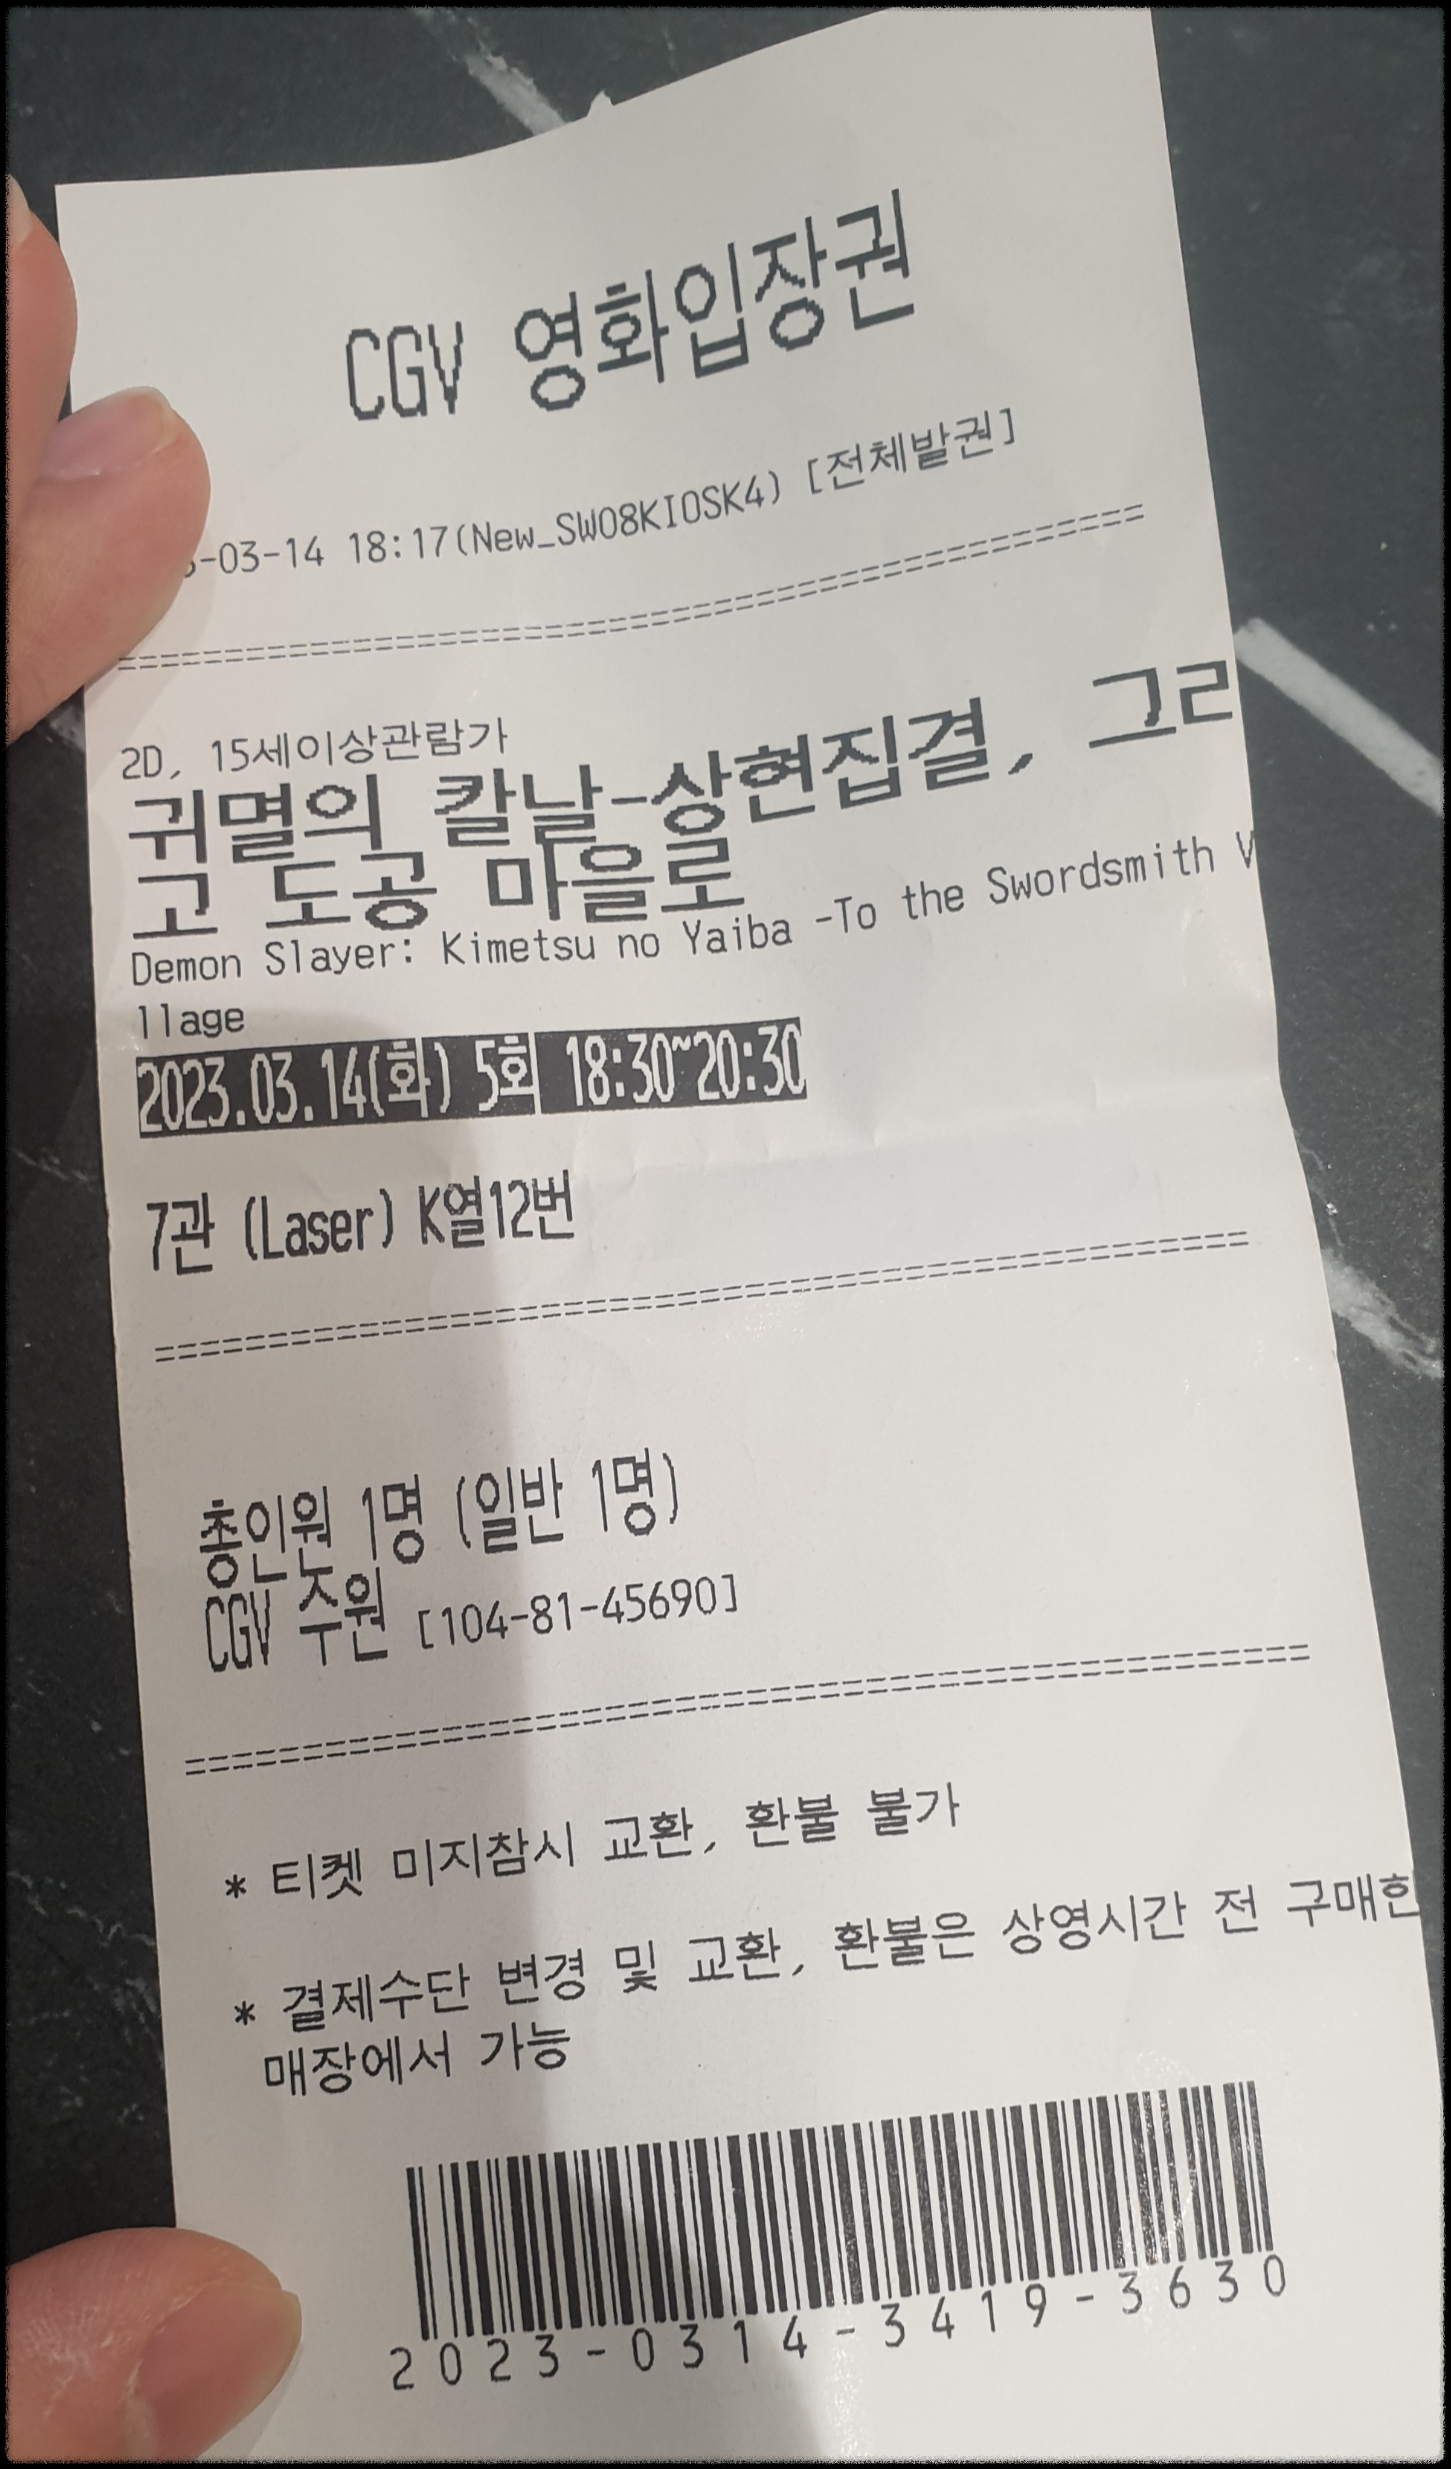 CGV 영화입장권
-03-14 18:17(New_SW08KIOSK4) [전체발권]
2D, 15세이상관람가
귀멸의 칼날-상현집결, 그리
고 도공 마을로
Demon Slayer: Kimetsu no Yaiba -To the Swordsmith V
llage
2023.03.14(화) 5회 18:30~20:30
7관 (Laser) K열12번
총인원 1명 (일반 1명)
CGV 수원 [104-81-45690]
* 티켓 미지참시 교환, 환불 불가
* 결제수단 변경 및 교환, 환불은 상영시간 전 구매한
매장에서 가능
2023-0314-3419-3630